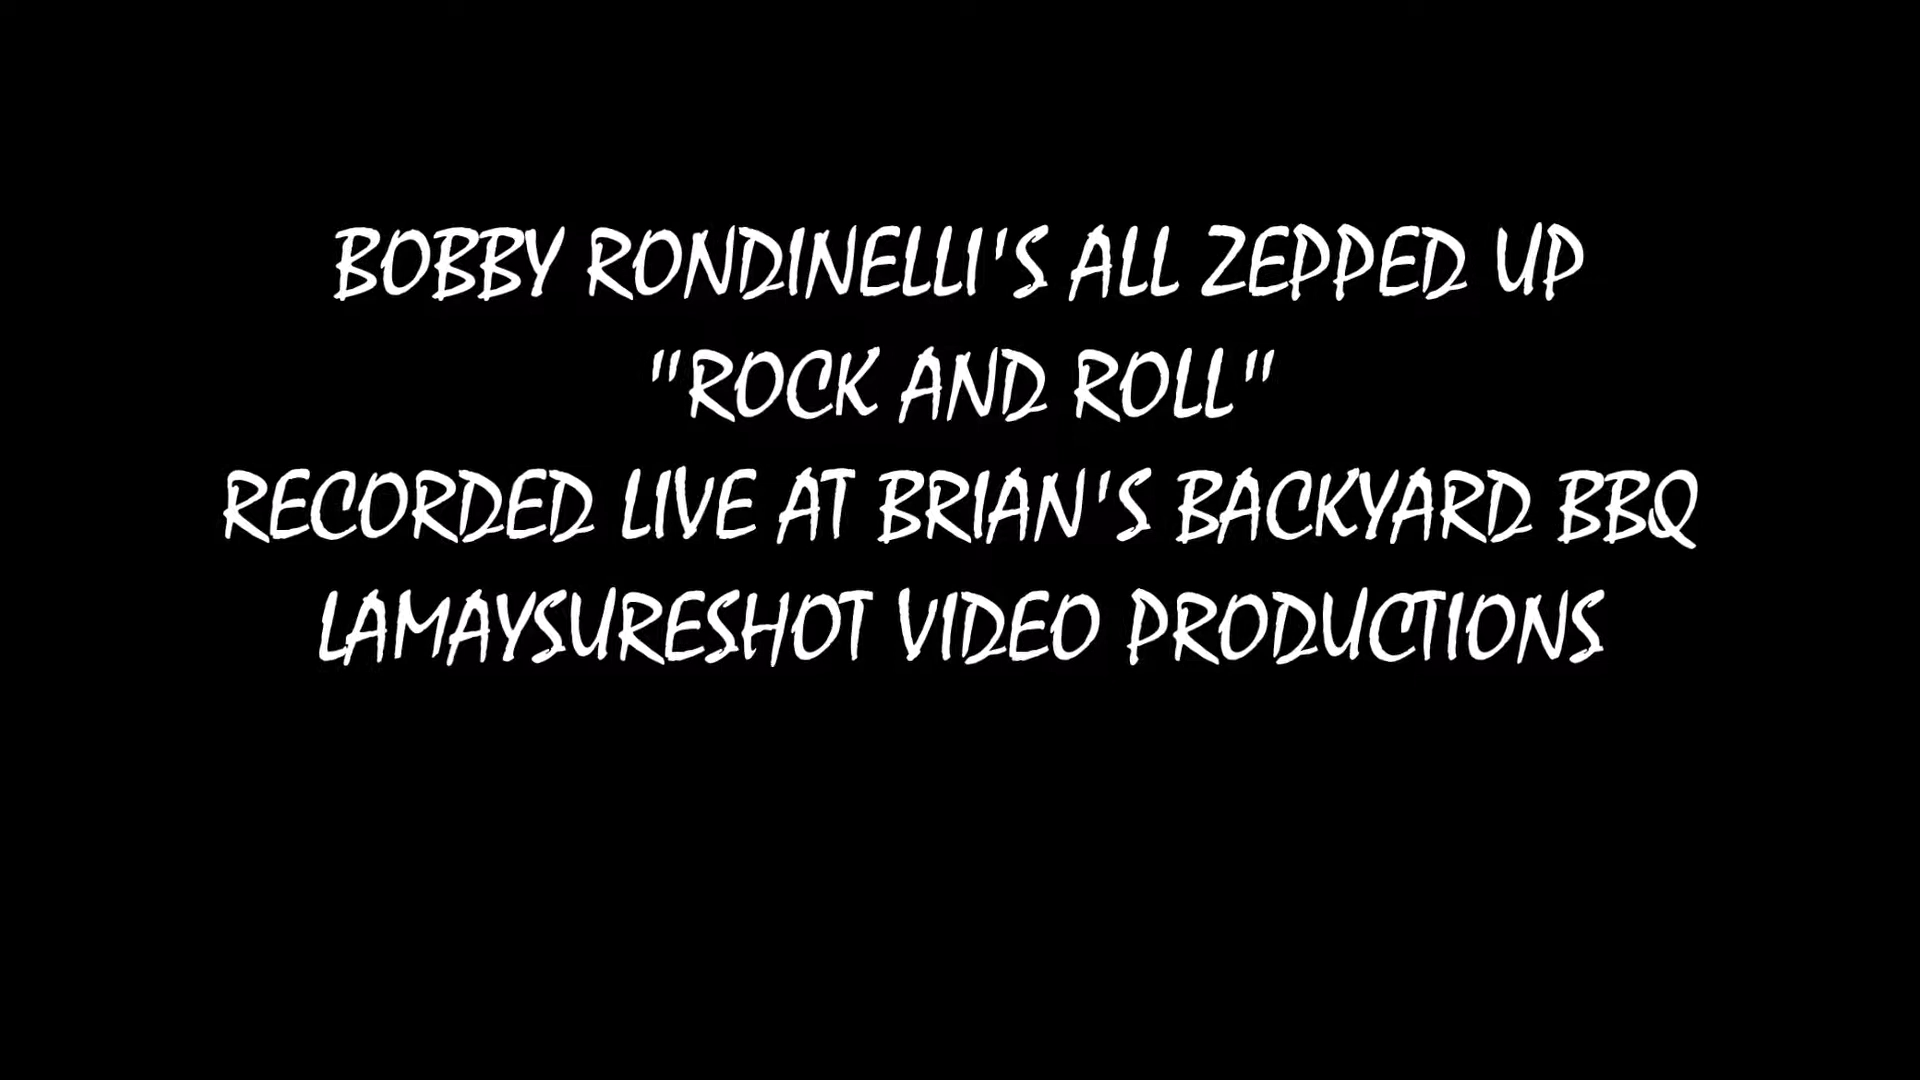 BOBBY RONDINELLI'S ALL ZEPPED UP
"ROCK AND ROLL"
RECORDED LIVE AT BRIAN'S BACKYARD BBQ
LAMAYSURESHOT VIDEO PRODUCTIONS